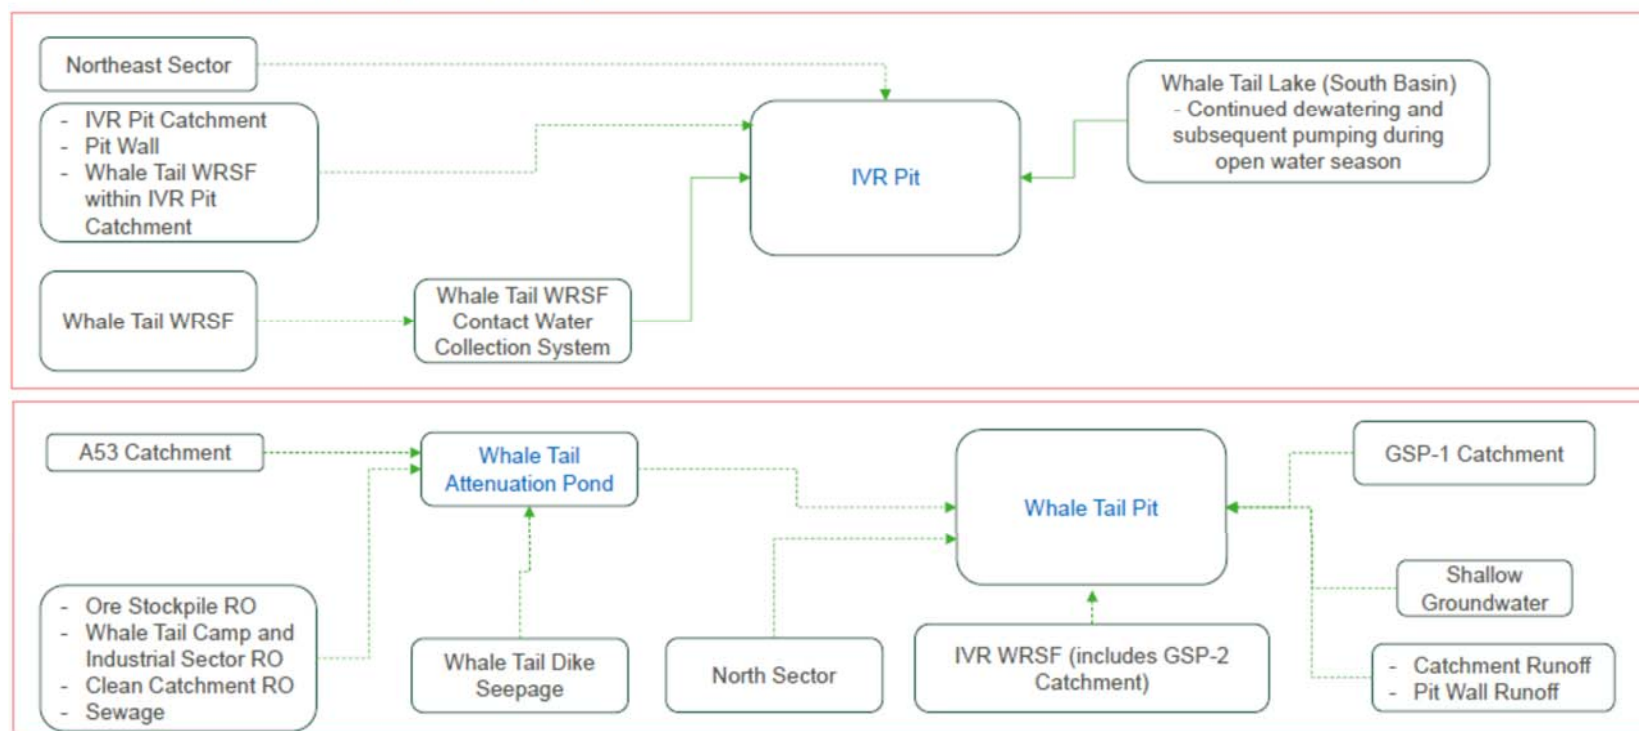 Northeast Sector
- IVR Pit Catchment
- Pit Wall
- Whale Tail WRSF
within IVR Pit
Catchment
Whale Tail WRSF
Whale Tail WRSF
Contact Water
Collection System
IVR Pit
Whale Tail Lake (South Basin)
- Continued dewatering and
subsequent pumping during
open water season
A53 Catchment
- Ore Stockpile RO
- Whale Tail Camp and
Industrial Sector RO
- Clean Catchment RO
- Sewage
Whale Tail
Attenuation Pond
Whale Tail Dike
Seepage
North Sector
Whale Tail Pit
IVR WRSF (includes GSP-2
Catchment)
GSP-1 Catchment
Shallow
Groundwater
- Catchment Runoff
- Pit Wall Runoff